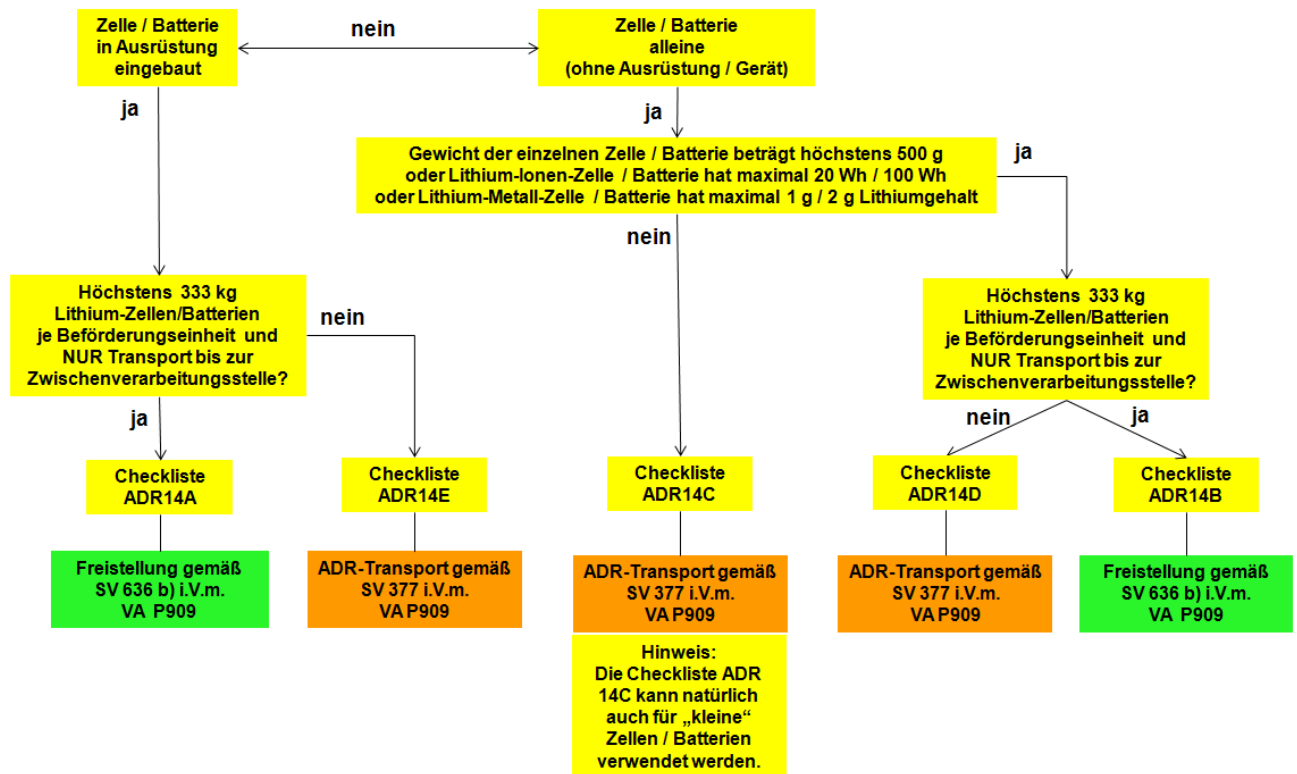 Zelle / Batterie
in Ausrüstung
eingebaut
nein
Zelle / Batterie
alleine
(ohne Ausrüstung / Gerät)
ja
ja
Gewicht der einzelnen Zelle / Batterie beträgt höchstens 500 g
oder Lithium-Ionen-Zelle / Batterie hat maximal 20 Wh / 100 Wh
oder Lithium-Metall-Zelle / Batterie hat maximal 1 g / 2 g Lithiumgehalt
ja
nein
Höchstens 333 kg
Lithium-Zellen/Batterien
je Beförderungseinheit und
NUR Transport bis zur
Zwischenverarbeitungsstelle?
nein
Höchstens 333 kg
Lithium-Zellen/Batterien
je Beförderungseinheit und
NUR Transport bis zur
Zwischenverarbeitungsstelle?
ja
nein
ja
Checkliste
ADR14A
Checkliste
ADR14E
Checkliste
ADR14C
Checkliste
ADR14D
Checkliste
ADR14B
Freistellung gemäß
SV 636 b) i.V.m.
VA P909
ADR-Transport gemäß
SV 377 i.V.m.
VA P909
ADR-Transport gemäß
SV 377 i.V.m.
VA P909
ADR-Transport gemäß
SV 377 i.V.m.
VA P909
Freistellung gemäß
SV 636 b) i.V.m.
VA P909
Hinweis:
Die Checkliste ADR
14C kann natürlich
auch für „kleine“
Zellen / Batterien
verwendet werden.